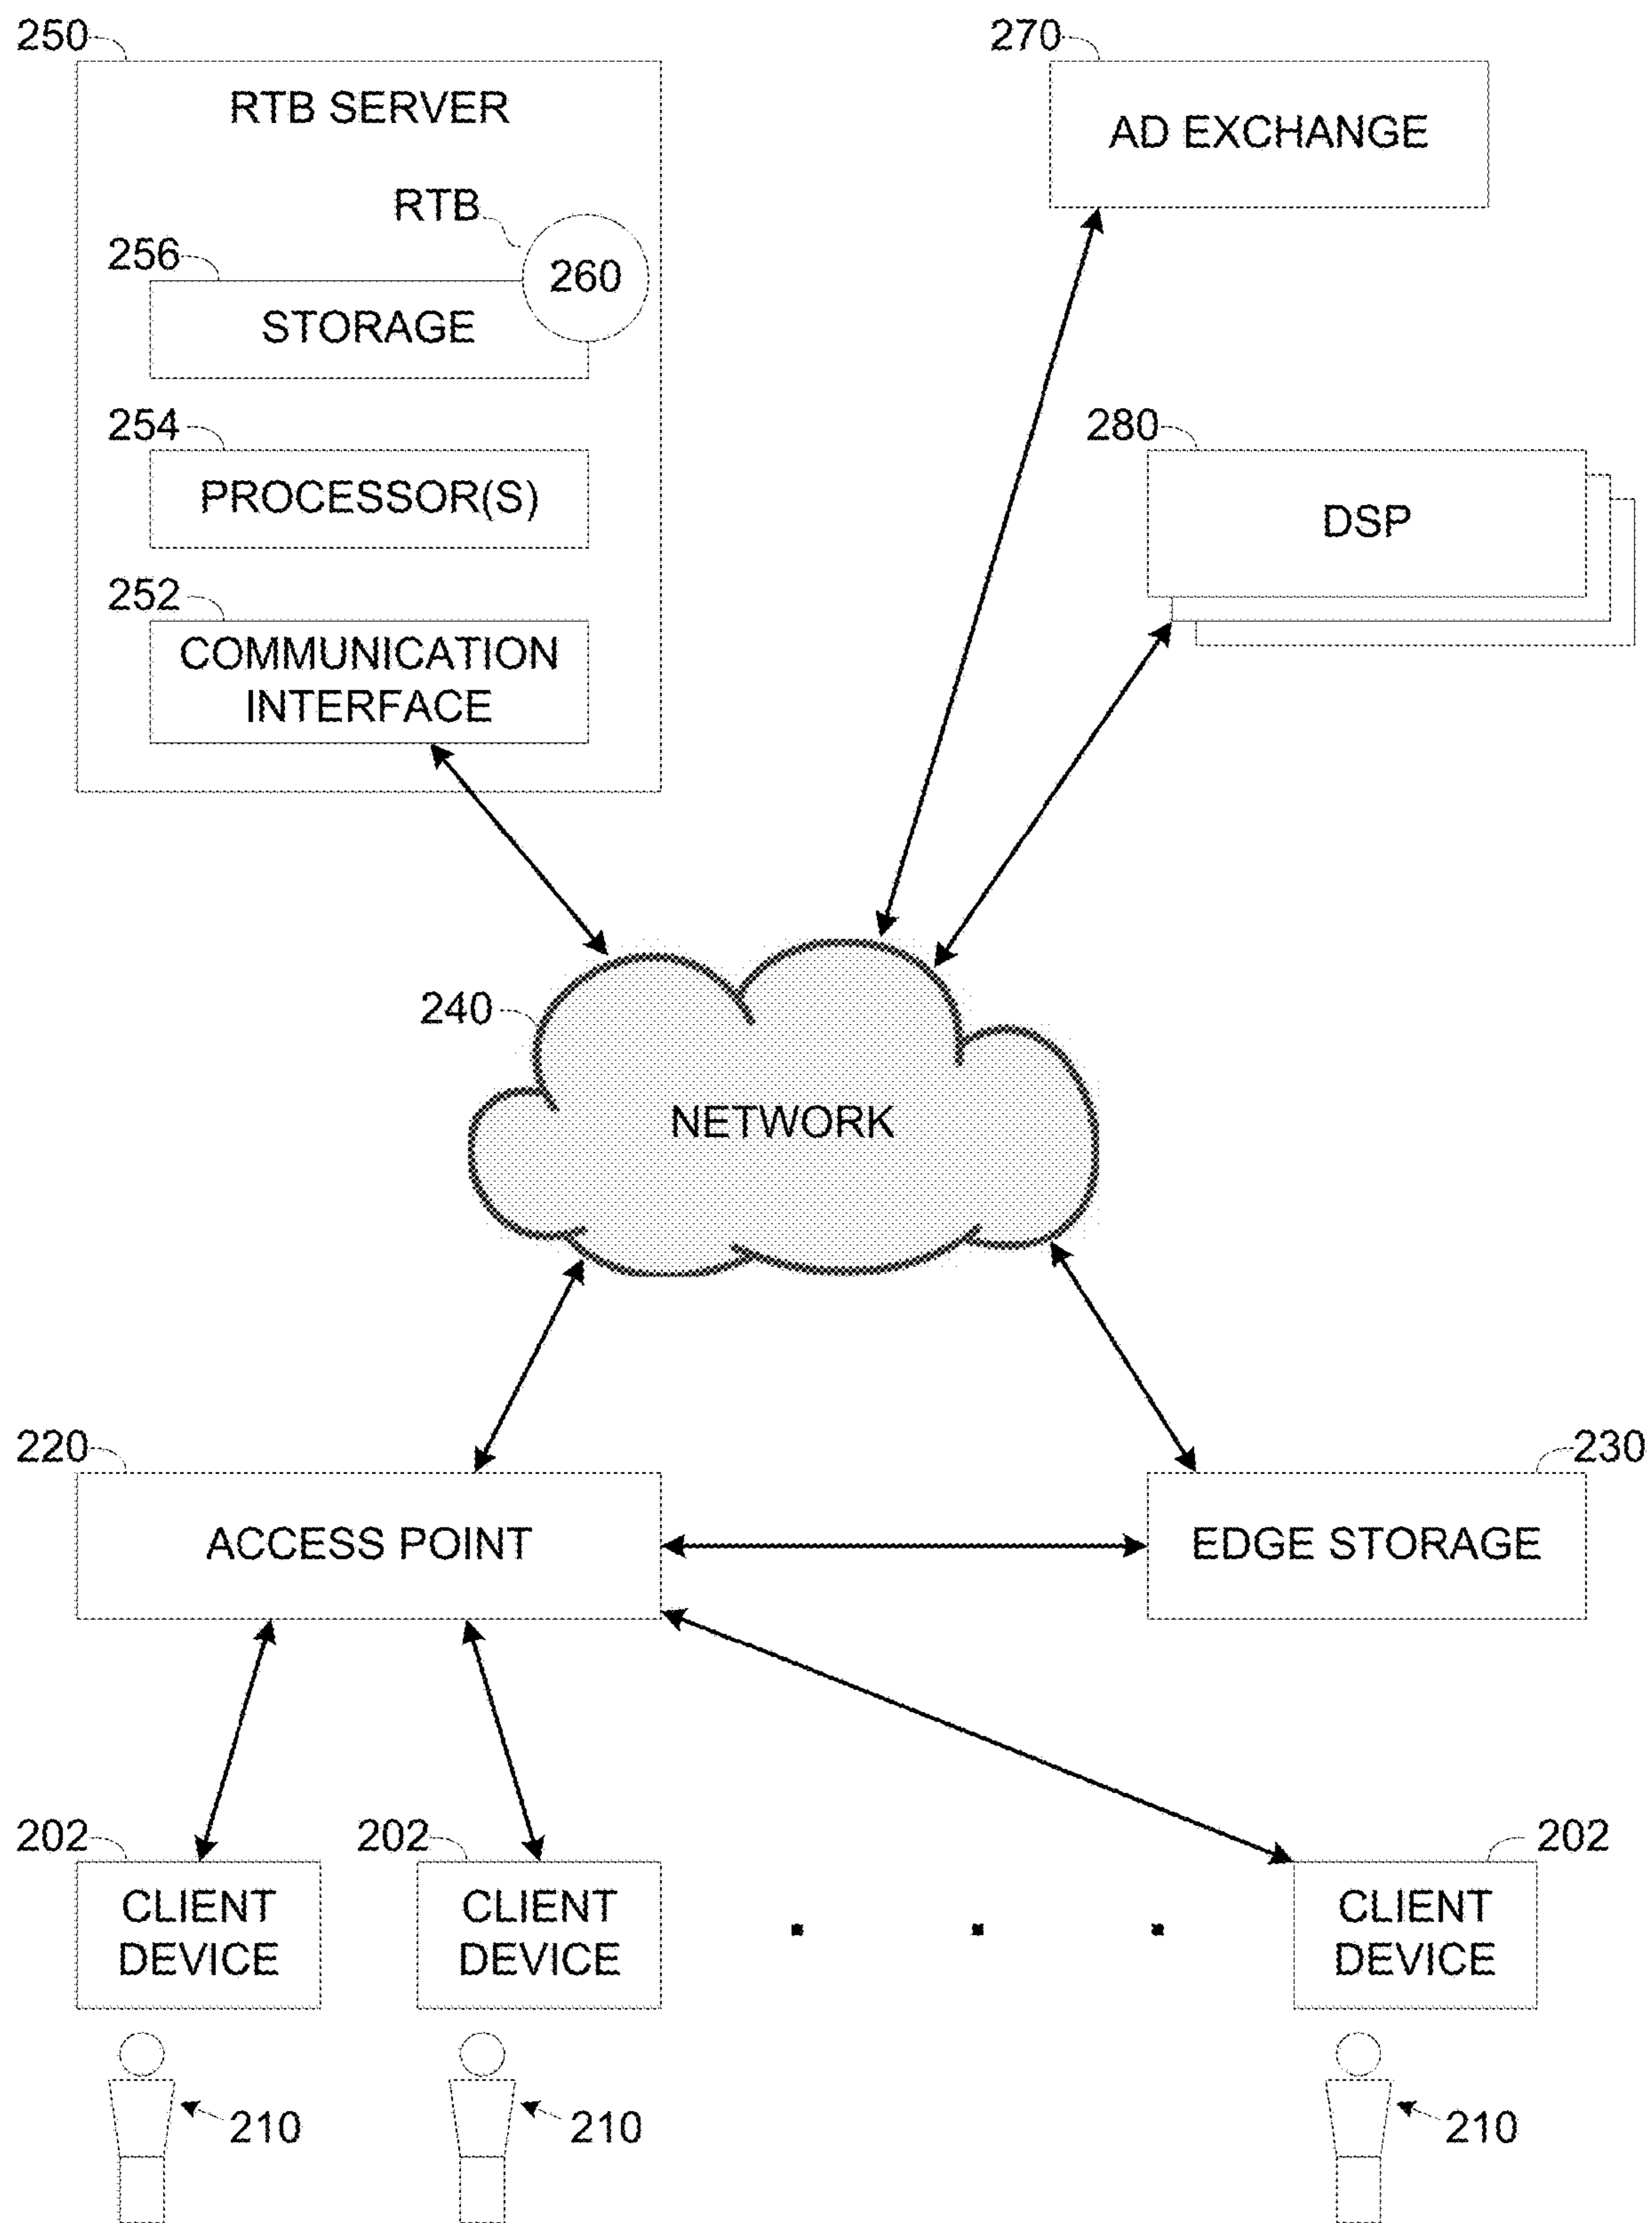 250
RTB SERVER
RTB
260
256
STORAGE
254
PROCESSOR(S)
252
COMMUNICATION
INTERFACE
270
AD EXCHANGE
280
DSP
240
NETWORK
220
ACCESS POINT
230
EDGE STORAGE
202
CLIENT
DEVICE
202
CLIENT
DEVICE
202
CLIENT
DEVICE
210
210
210